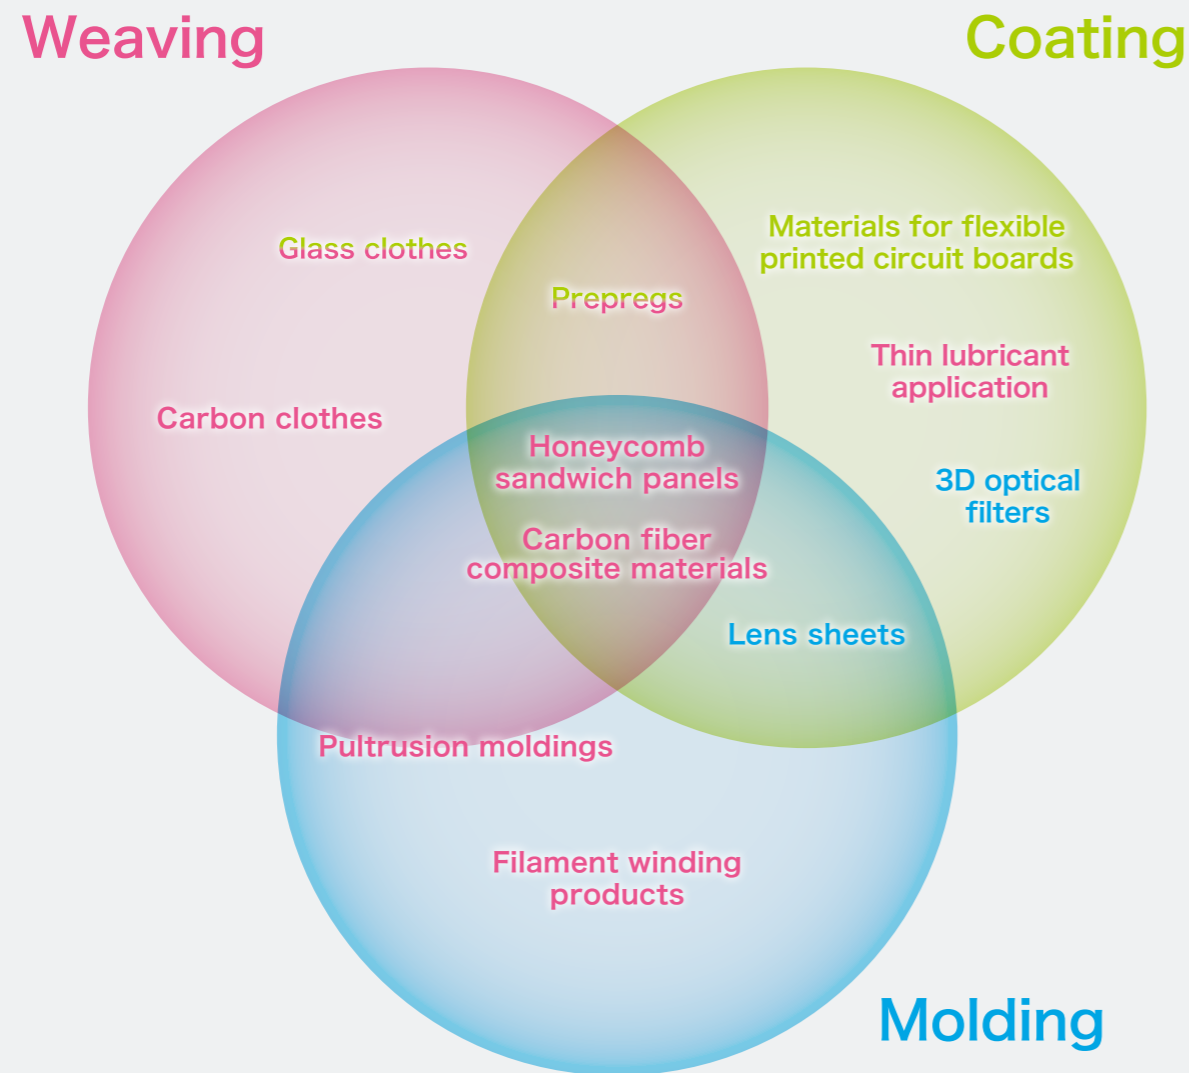 Weaving
Coating
Glass clothes
Prepregs
Materials for flexible
printed circuit boards
Thin lubricant
application
Carbon clothes
Honeycomb
sandwich panels
3D optical
filters
Carbon fiber
composite materials
Lens sheets
Pultrusion moldings
Filament winding
products
Molding